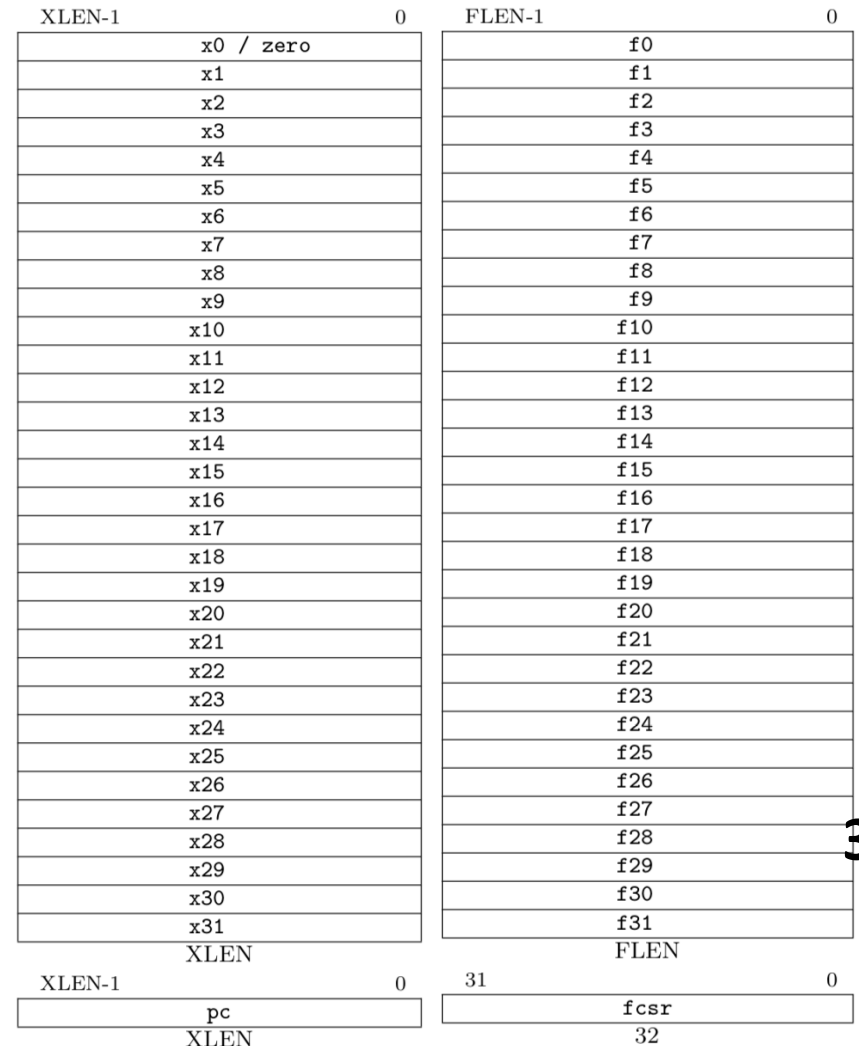 XLEN-1 0
x0 / zero
x1
x2
x3
x4
x5
x6
x7
x8
x9
x10
x11
x12
x13
x14
x15
x16
x17
x18
x19
x20
x21
x22
x23
x24
x25
x26
x27
x28
x29
x30
x31
XLEN
XLEN-1 0
pc
XLEN
FLEN-1 0
f0
f1
f2
f3
f4
f5
f6
f7
f8
f9
f10
f11
f12
f13
f14
f15
f16
f17
f18
f19
f20
f21
f22
f23
f24
f25
f26
f27
f28
f29
f30
f31
FLEN
31 0
fcsr
32